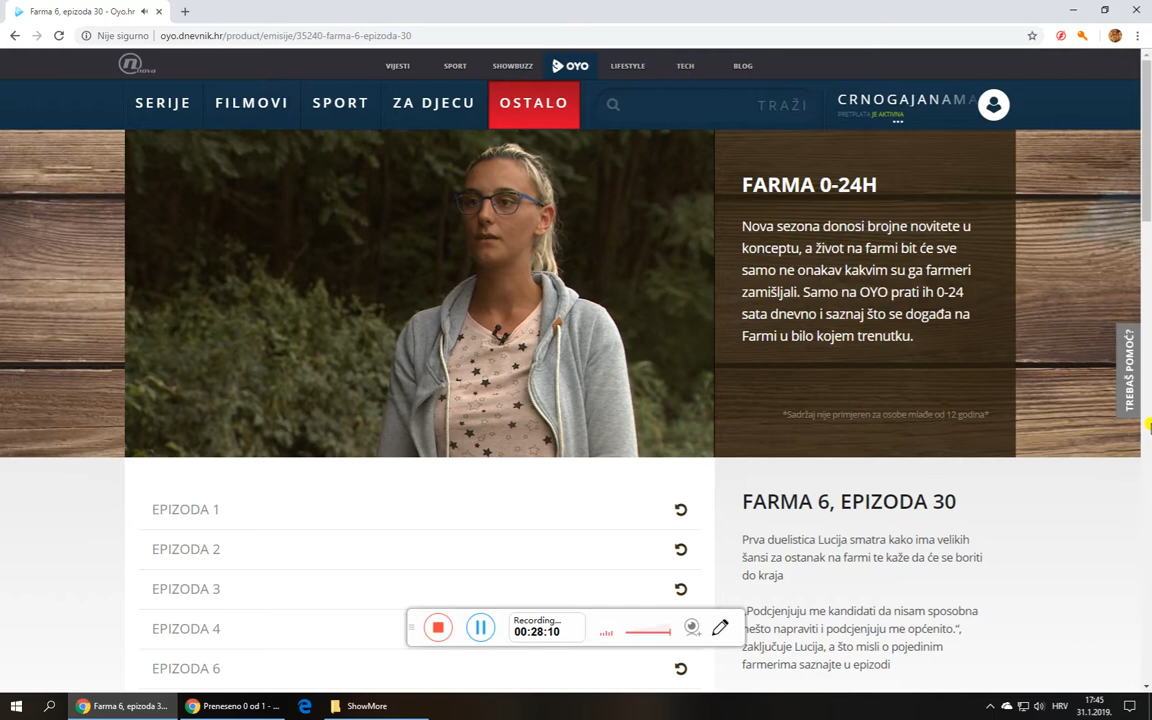 Farma 6, epizoda 30 - Oyo.hr
Nije sigurno
oyo.dnevnik.hr/product/emisije/35240-farma-6-epizoda-30
nova
VIJESTI
SPORT
SHOWBUZZ
OYO
LIFESTYLE
TECH
BLOG
SERIJE
FILMOVI
SPORT
ZA DJECU
OSTALO
TRAŽI
CRNOGAJANAMA
PRETPLATA JE AKTIVNA
FARMA 0-24H
Nova sezona donosi brojne novitete u
konceptu, a život na farmi bit će sve
samo ne onakav kakvim su ga farmeri
zamišljali. Samo na OYO prati ih 0-24
sata dnevno i saznaj što se događa na
Farmi u bilo kojem trenutku.
*Sadržaj nije primjeren za osobe mlađe od 12 godina*
TREBAŠ POMOĆ?
EPIZODA 1
EPIZODA 2
EPIZODA 3
EPIZODA 4
EPIZODA 6
FARMA 6, EPIZODA 30
Prva duelistica Lucija smatra kako ima velikih
šansi za ostanak na farmi te kaže da će se boriti
do kraja
„Podcjenjuju me kandidati da nisam sposobna
nešto napraviti i podcjenjuju me općenito.“,
zaključuje Lucija, a što misli o pojedinim
farmerima saznajte u epizodi
Recording...
00:28:10
Farma 6, epizoda 3...
Preneseno 0 od 1 - ...
ShowMore
HRV
17:45
31.1.2019.